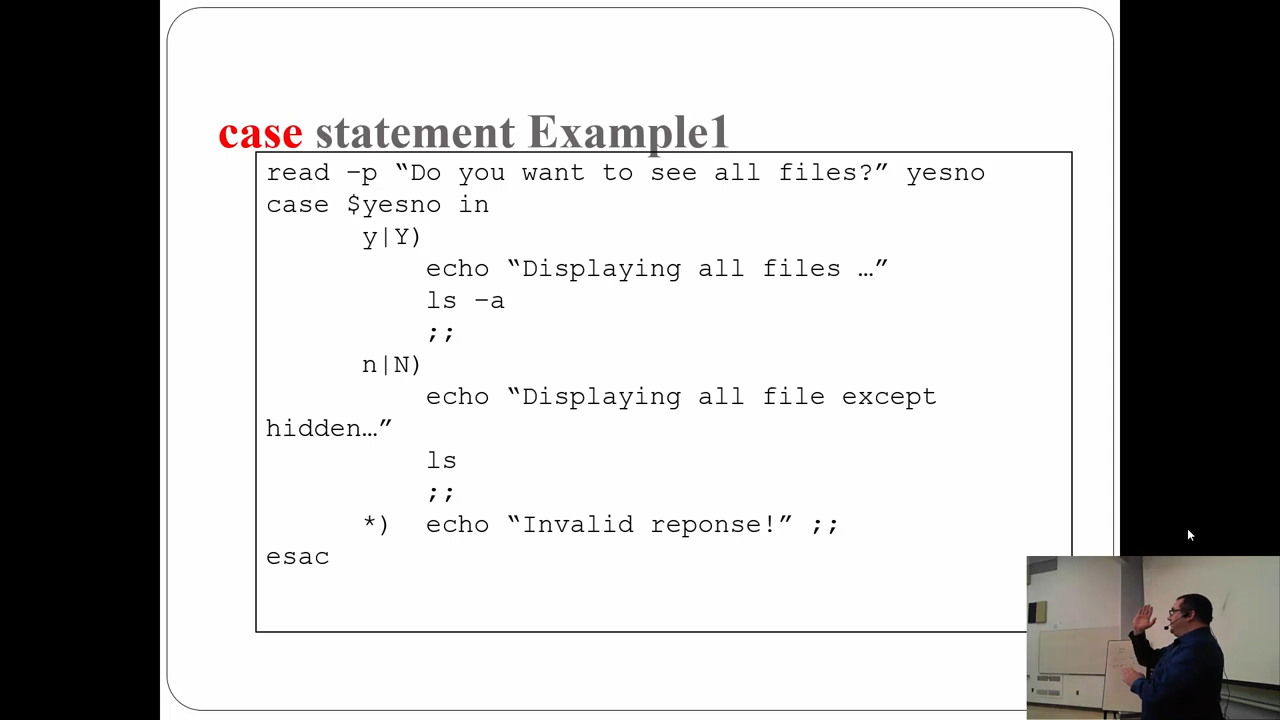 case statement Example1
read –p “Do you want to see all files?” yesno
case $yesno in
y|Y)
echo “Displaying all files …”
ls –a
;;
n|N)
echo “Displaying all file except
hidden…”
ls
;;
*) echo “Invalid reponse!” ;;
esac